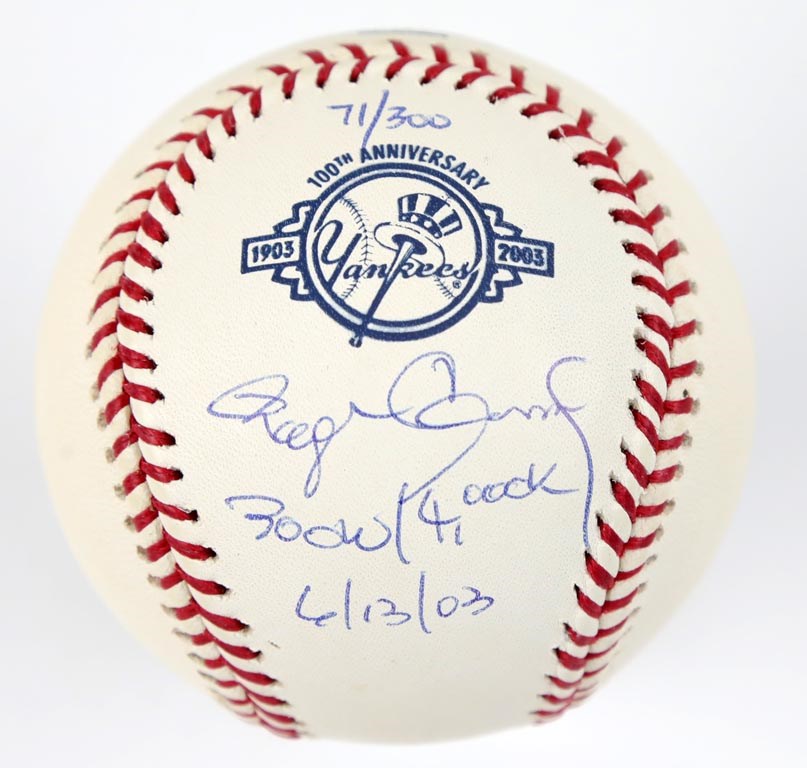 71/300
100TH ANNIVERSARY
1903 Yankees® 2003
Roger Clemens
300W/4,000K
6/13/03